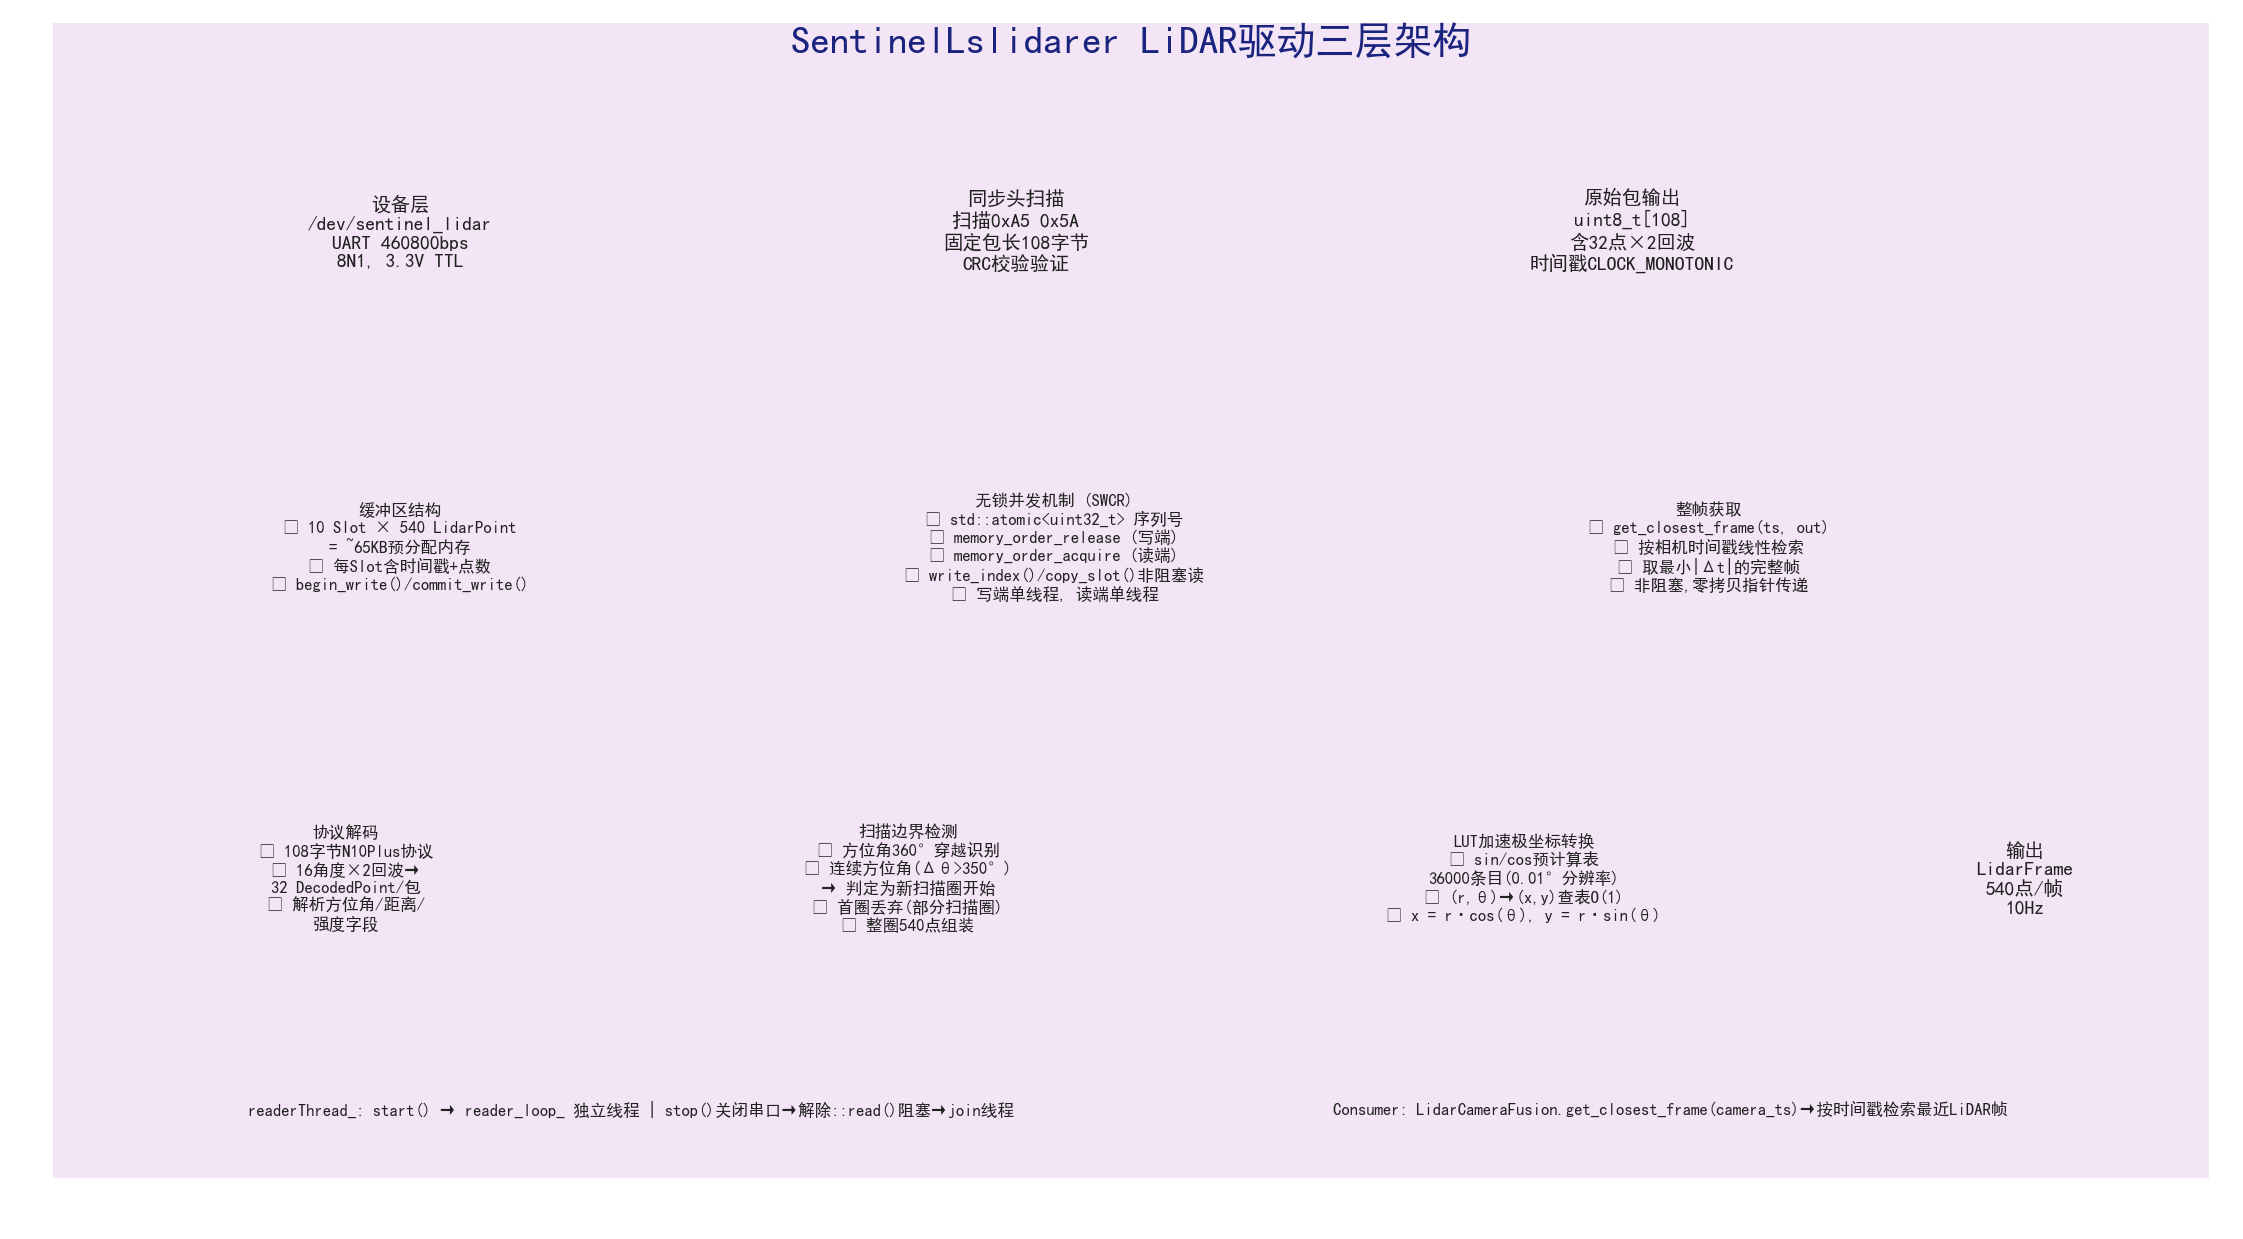 SentinelLslidarer LiDAR驱动三层架构
设备层
/dev/sentinel_lidar
UART 460800bps
8N1, 3.3V TTL
同步头扫描
扫描0xA5 0x5A
固定包长108字节
CRC校验验证
原始包输出
uint8_t[108]
含32点×2回波
时间戳CLOCK_MONOTONIC
缓冲区结构
□ 10 Slot × 540 LidarPoint
= ~65KB预分配内存
□ 每Slot含时间戳+点数
□ begin_write()/commit_write()
无锁并发机制 (SWCR)
□ std::atomic<uint32_t> 序列号
□ memory_order_release (写端)
□ memory_order_acquire (读端)
□ write_index()/copy_slot()非阻塞读
□ 写端单线程, 读端单线程
整帧获取
□ get_closest_frame(ts, out)
□ 按相机时间戳线性检索
□ 取最小|Δt|的完整帧
□ 非阻塞,零拷贝指针传递
协议解码
□ 108字节N10Plus协议
□ 16角度×2回波→
32 DecodedPoint/包
□ 解析方位角/距离/
强度字段
扫描边界检测
□ 方位角360°穿越识别
□ 连续方位角(Δθ>350°)
→ 判定为新扫描圈开始
□ 首圈丢弃(部分扫描圈)
□ 整圈540点组装
LUT加速极坐标转换
□ sin/cos预计算表
36000条目(0.01°分辨率)
□ (r,θ)→(x,y)查表O(1)
□ x = r·cos(θ), y = r·sin(θ)
输出
LidarFrame
540点/帧
10Hz
readerThread_: start() → reader_loop_ 独立线程 | stop()关闭串口→解除::read()阻塞→join线程
Consumer: LidarCameraFusion.get_closest_frame(camera_ts)→按时间戳检索最近LiDAR帧